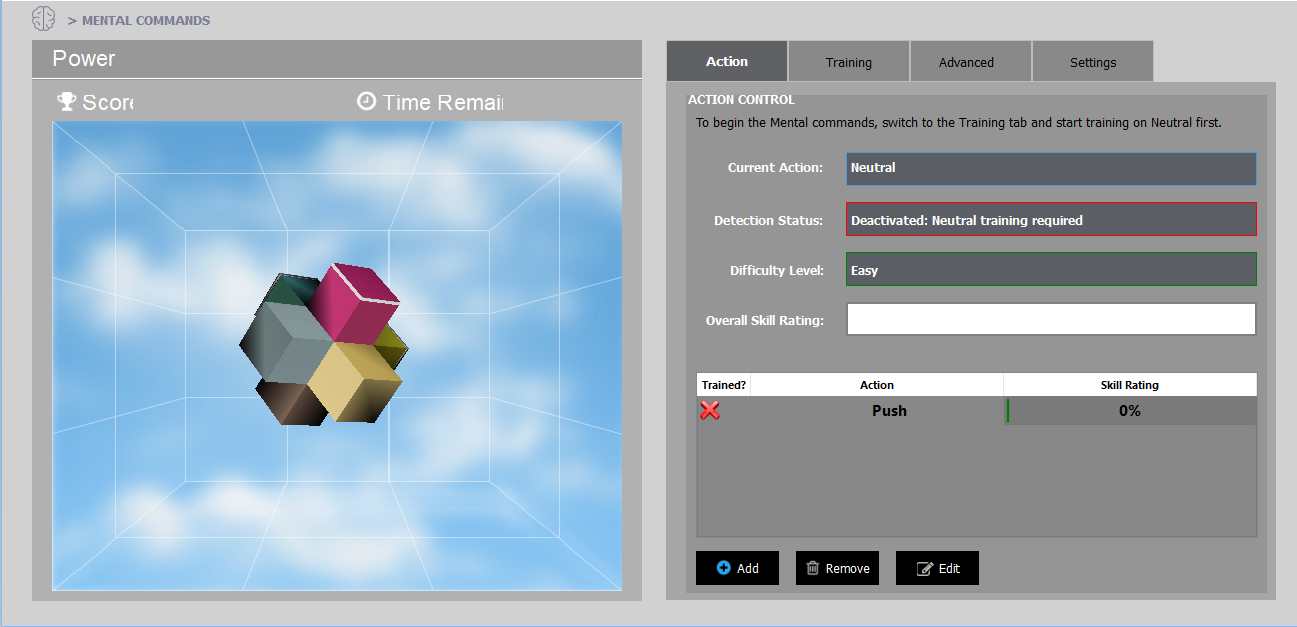 > MENTAL COMMANDS
Power
Score
Time Remai
Action
Training
Advanced
Settings
ACTION CONTROL
To begin the Mental commands, switch to the Training tab and start training on Neutral first.
Current Action: Neutral
Detection Status: Deactivated: Neutral training required
Difficulty Level: Easy
Overall Skill Rating:
Trained? Action Skill Rating
Push 0%
Add Remove Edit